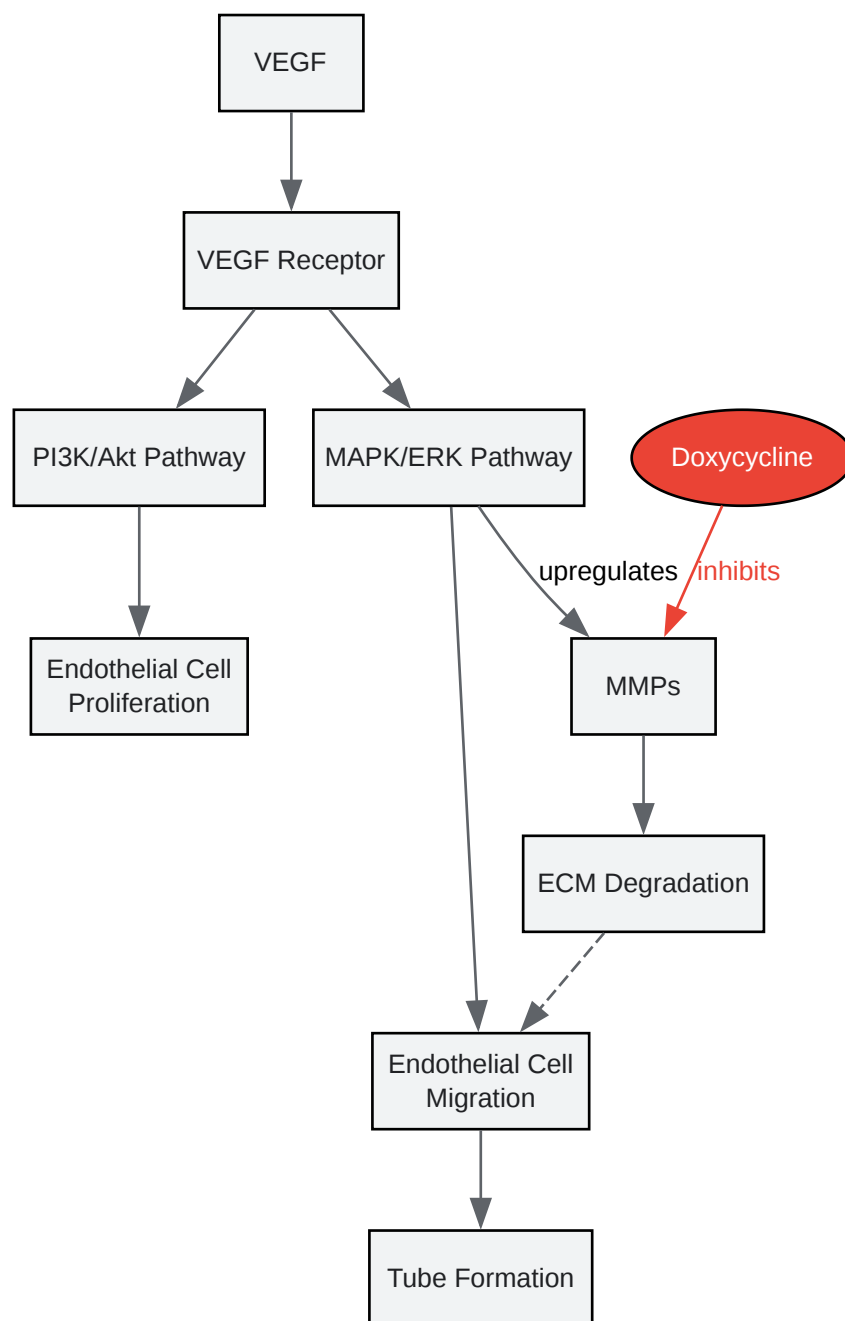 VEGF
VEGF Receptor
PI3K/Akt Pathway
MAPK/ERK Pathway
Doxycycline
upregulates
inhibits
Endothelial Cell
Proliferation
MMPs
ECM Degradation
Endothelial Cell
Migration
Tube Formation